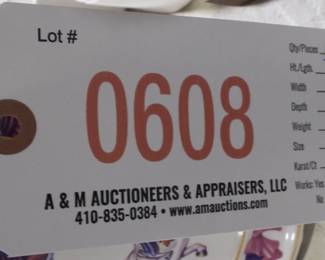 Lot #
0608
A & M AUCTIONEERS & APPRAISERS, LLC
410-835-0384 • www.amauctions.com
Qty/Pieces
Ht./Lgth.
Width
Depth
Weight
Size
Karat/Ct
Works: Yes
No